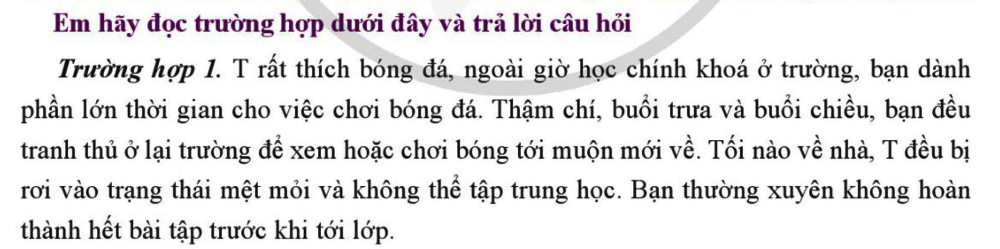 Em hãy đọc trường hợp dưới đây và trả lời câu hỏi
Trường hợp 1. T rất thích bóng đá, ngoài giờ học chính khoá ở trường, bạn dành
phần lớn thời gian cho việc chơi bóng đá. Thậm chí, buổi trưa và buổi chiều, bạn đều
tranh thủ ở lại trường để xem hoặc chơi bóng tới muộn mới về. Tối nào về nhà, T đều bị
rơi vào trạng thái mệt mỏi và không thể tập trung học. Bạn thường xuyên không hoàn
thành hết bài tập trước khi tới lớp.